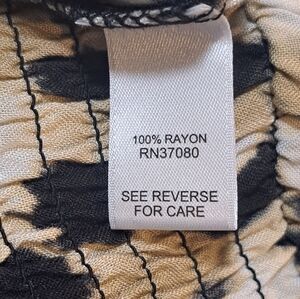 100% RAYON
RN37080
SEE REVERSE
FOR CARE